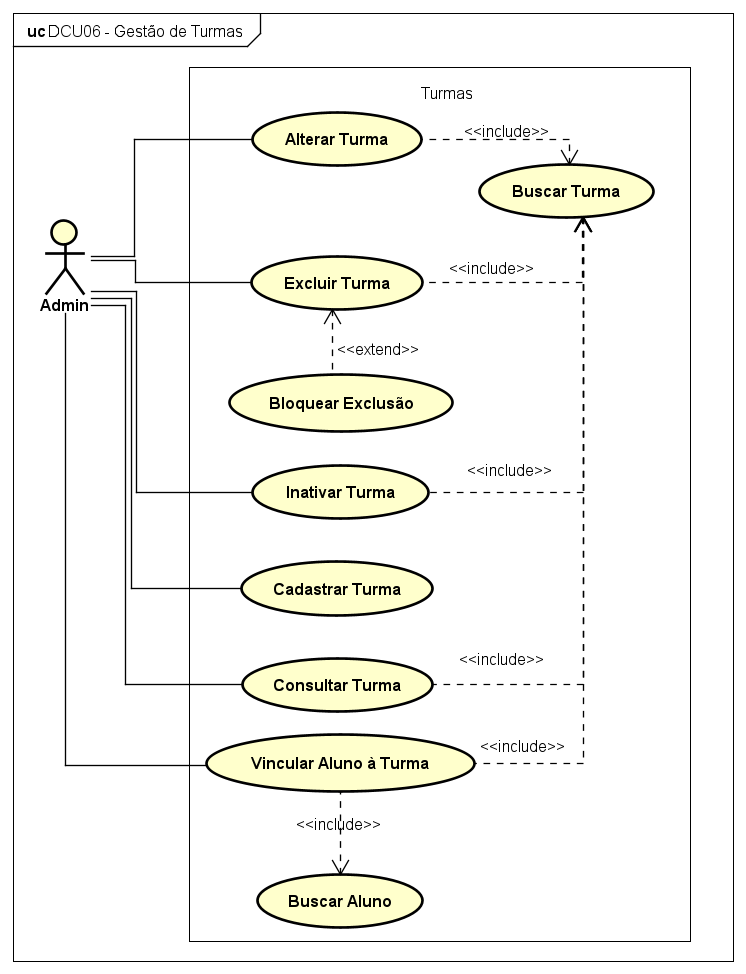 uc DCU06 - Gestão de Turmas
Turmas
Alterar Turma
<<include>>
Buscar Turma
Admin
Excluir Turma
<<include>>
<<extend>>
Bloquear Exclusão
Inativar Turma
<<include>>
Cadastrar Turma
Consultar Turma
<<include>>
Vincular Aluno à Turma
<<include>>
<<include>>
Buscar Aluno